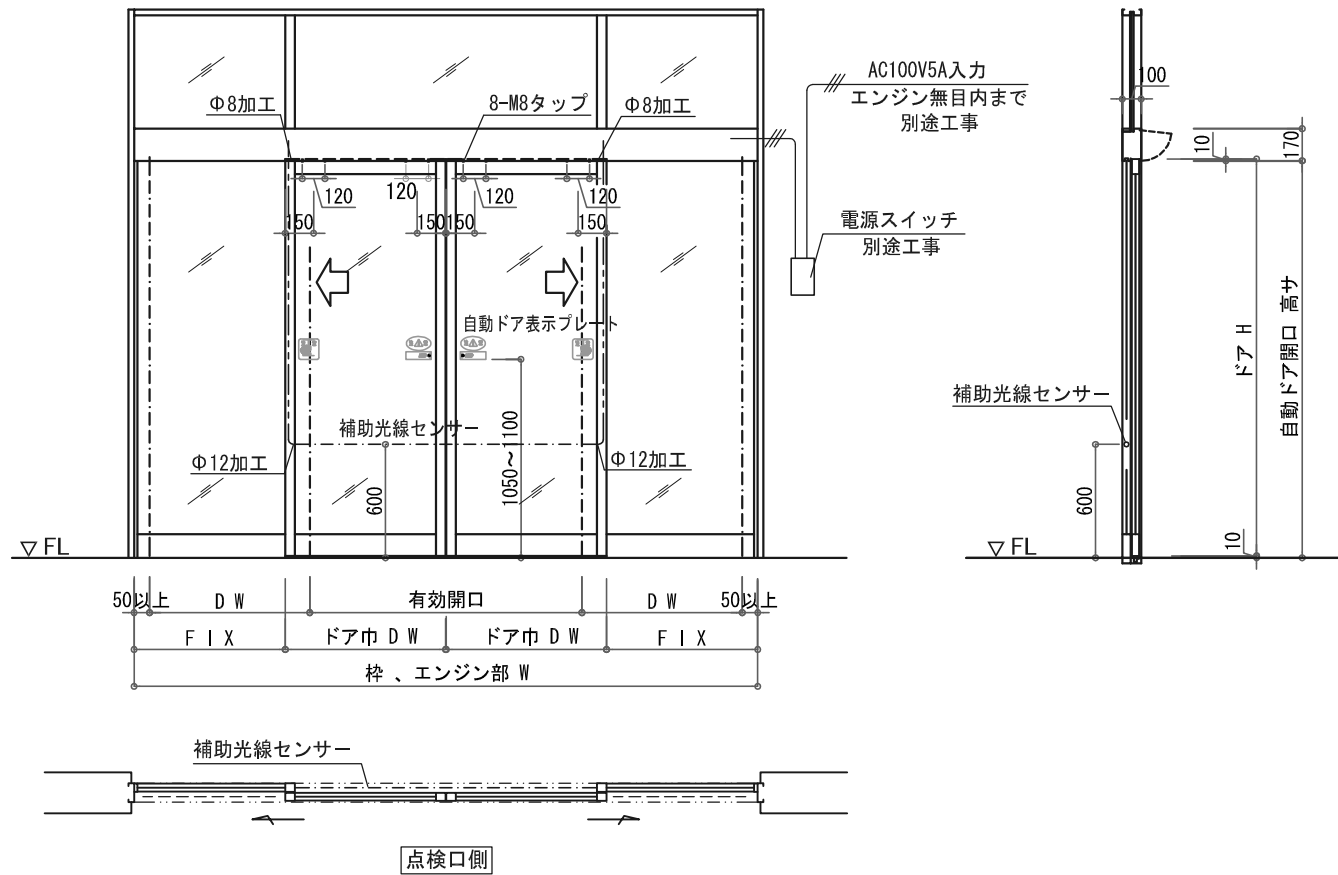 AC100V5A入力
エンジン無目内まで
別途工事
100
Φ8加工
8-M8タップ
Φ8加工
10
170
120
120
120
120
150
150
150
150
電源スイッチ
別途工事
自動ドア表示プレート
ドア H
自動ドア開口 高サ
補助光線センサー
補助光線センサー
Φ12加工
Φ12加工
600
1050～1100
600
10
▽ FL
▽ FL
50以上
D W
有効開口
D W
50以上
F I X
ドア巾 D W
ドア巾 D W
F I X
枠 、エンジン部 W
補助光線センサー
点検口側